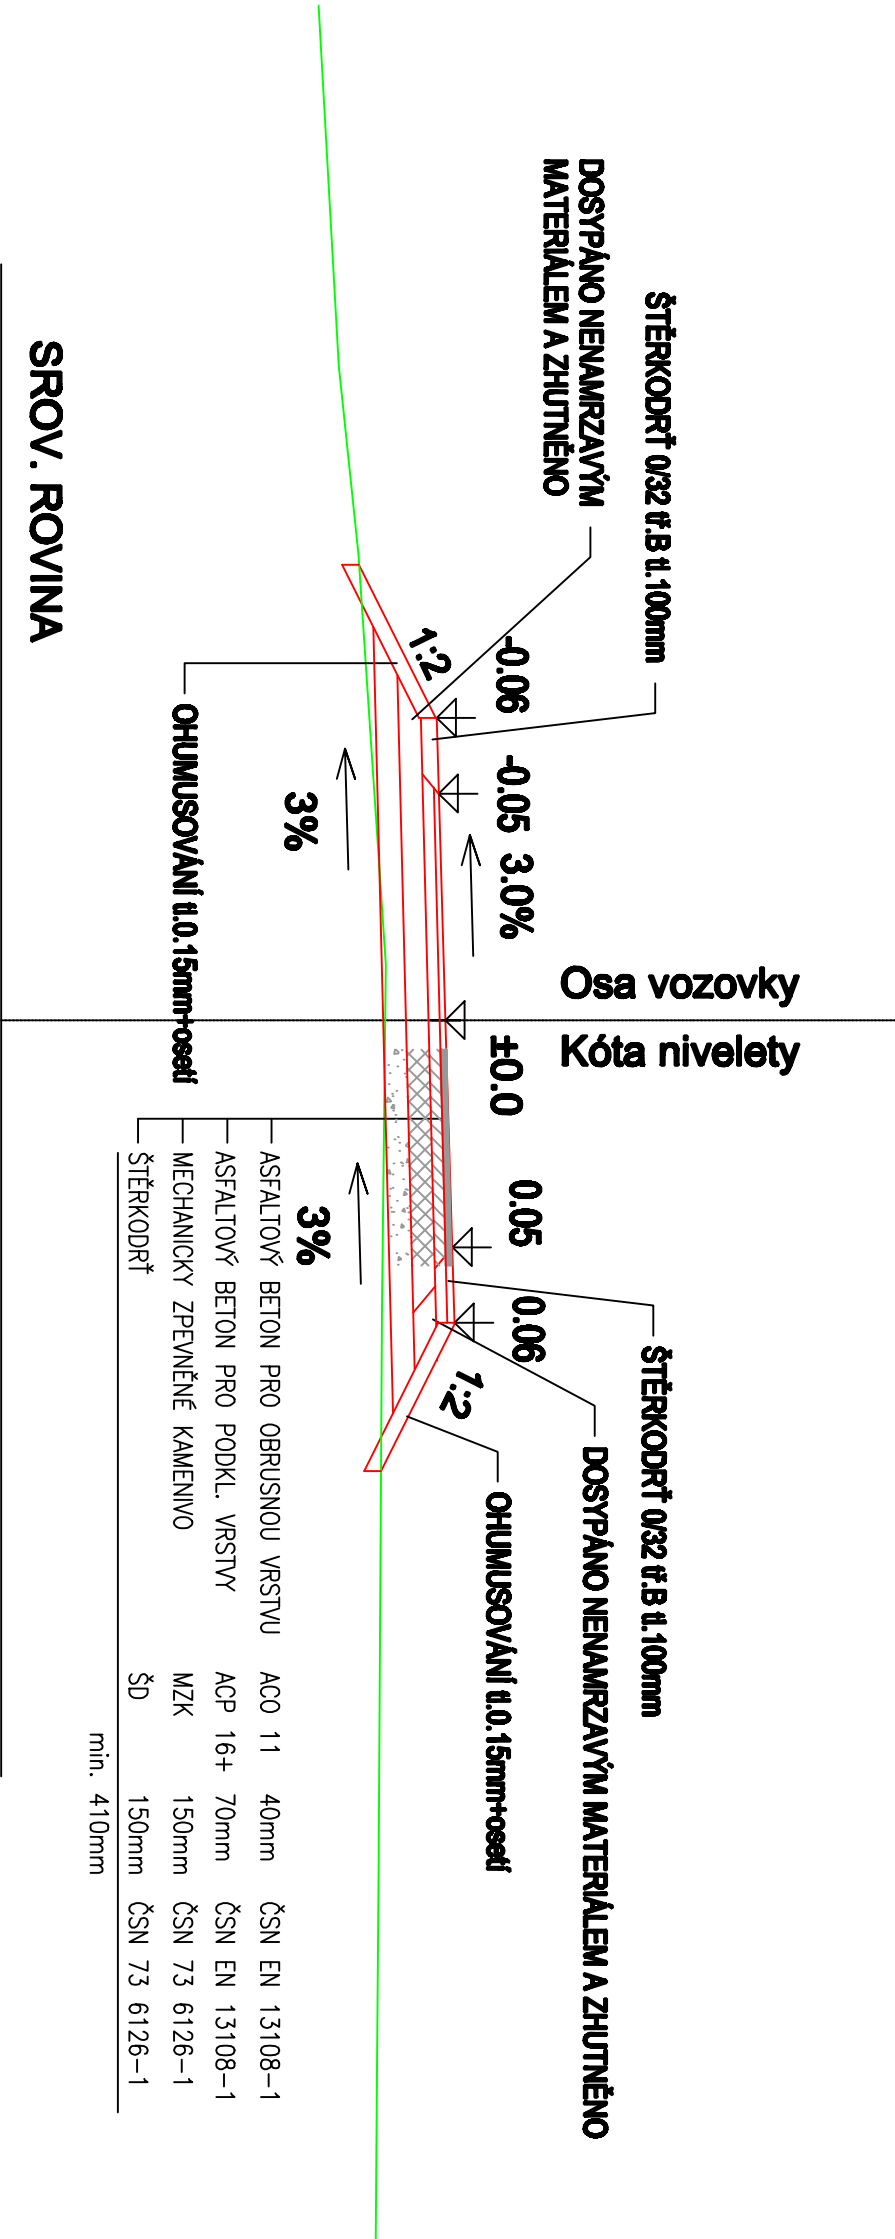 Osa vozovky
Kóta nivelety
ŠTĚRKODRŤ 0/32 tř.B tl.100mm
DOSYPÁNO NENAMRZAVÝM
MATERIÁLEM A ZHUTNĚNO
-0.06
-0.05
3.0%
±0.0
0.05
0.06
1:2
1:2
ŠTĚRKODRŤ 0/32 tř.B tl.100mm
DOSYPÁNO NENAMRZAVÝM MATERIÁLEM A ZHUTNĚNO
OHUMUSOVÁNÍ tl.0.15mm+osetí
3%
3%
OHUMUSOVÁNÍ tl.0.15mm+osetí
ASFALTOVÝ BETON PRO OBRUSNOU VRSTVU ACO 11 40mm ČSN EN 13108-1
ASFALTOVÝ BETON PRO PODKL. VRSTVY ACP 16+ 70mm ČSN EN 13108-1
MECHANICKY ZPEVNĚNÉ KAMENIVO MZK 150mm ČSN 73 6126-1
ŠTĚRKODRŤ ŠD 150mm ČSN 73 6126-1
min. 410mm
SROV. ROVINA